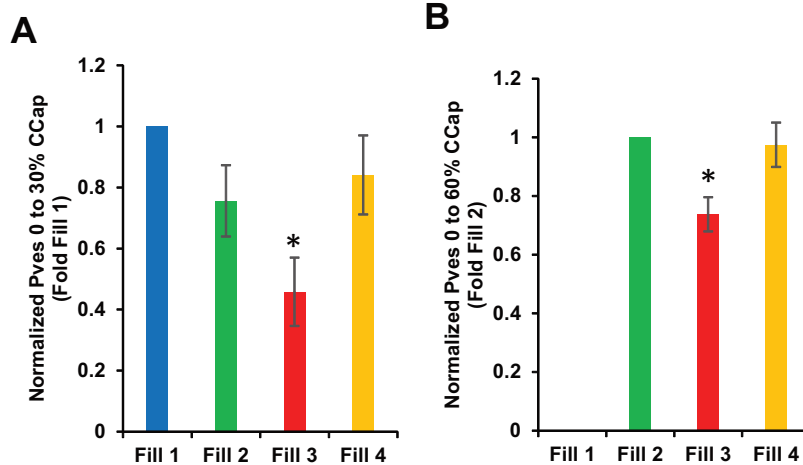 A
Normalized Pves 0 to 30% CCap
(Fold Fill 1)
1.2
1
0.8
0.6
0.4
0.2
0
*
Fill 1 Fill 2 Fill 3 Fill 4
B
Normalized Pves 0 to 60% CCap
(Fold Fill 2)
1.2
1
0.8
0.6
0.4
0.2
0
*
Fill 1 Fill 2 Fill 3 Fill 4